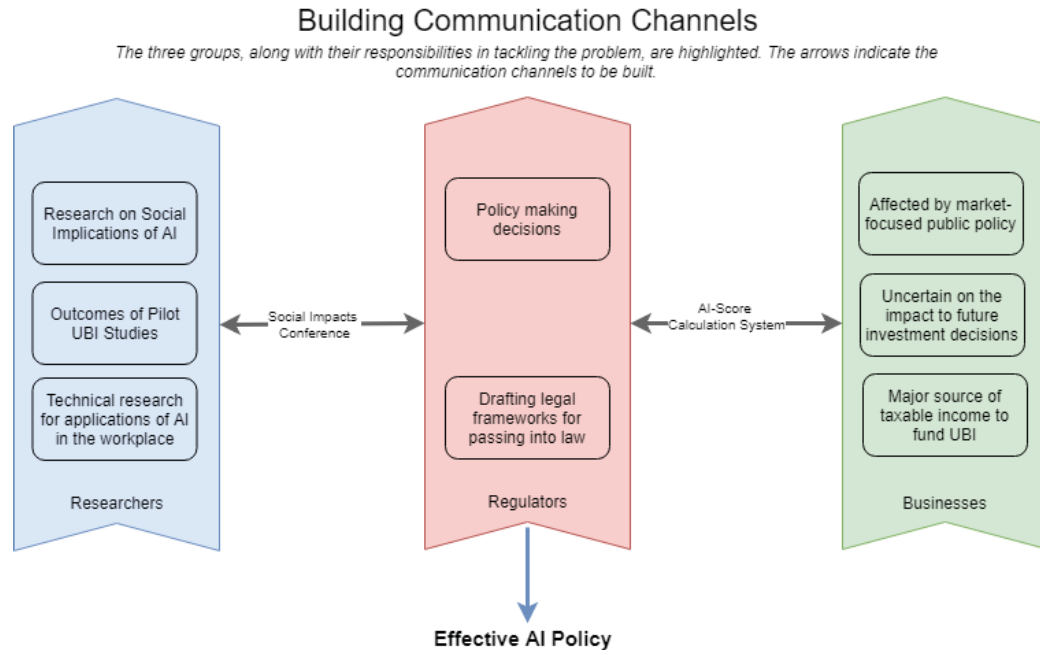 Building Communication Channels
The three groups, along with their responsibilities in tackling the problem, are highlighted. The arrows indicate the
communication channels to be built.
Research on Social
Implications of AI
Outcomes of Pilot
UBI Studies
Technical research
for applications of AI
in the workplace
Researchers
Social Impacts
Conference
Policy making
decisions
Drafting legal
frameworks for
passing into law
Regulators
AI-Score
Calculation System
Affected by market-
focused public policy
Uncertain on the
impact to future
investment decisions
Major source of
taxable income to
fund UBI
Businesses
Effective AI Policy